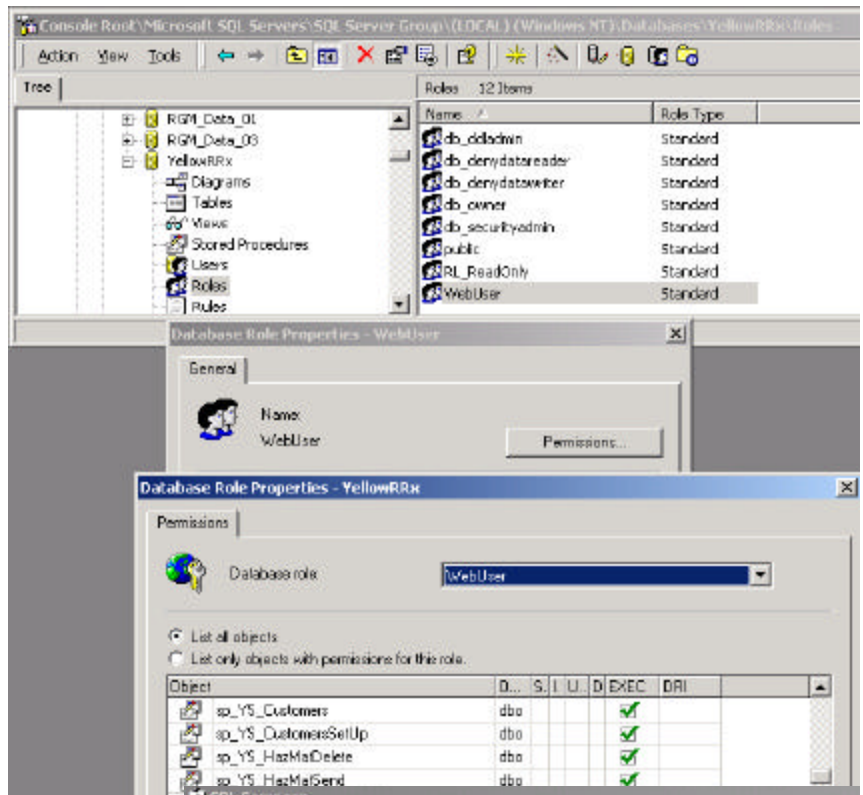 Console Root\Microsoft SQL Servers\SQL Server Group\(LOCAL) (Windows NT)\Databases\YellowRRx\Roles
Action View Tools
Tree
Roles 12 Items
Name Role Type
RGM_Data_01
RGM_Data_03
YellowRRx
Diagrams
Tables
Views
Stored Procedures
Users
Roles
Rules
db_ddladmin Standard
db_denydatareader Standard
db_denydatawriter Standard
db_owner Standard
db_securityadmin Standard
public Standard
RL_ReadOnly Standard
WebUser Standard
Database Role Properties - WebUser
General
Name:
WebUser
Permissions...
Database Role Properties - YellowRRx
Permissions
Database role: WebUser
List all objects
List only objects with permissions for this role.
Object O... S. I U.. D EXEC DRI
sp_YS_Customers dbo
sp_YS_CustomersSetUp dbo
sp_YS_HazMatDelete dbo
sp_YS_HazMatSend dbo